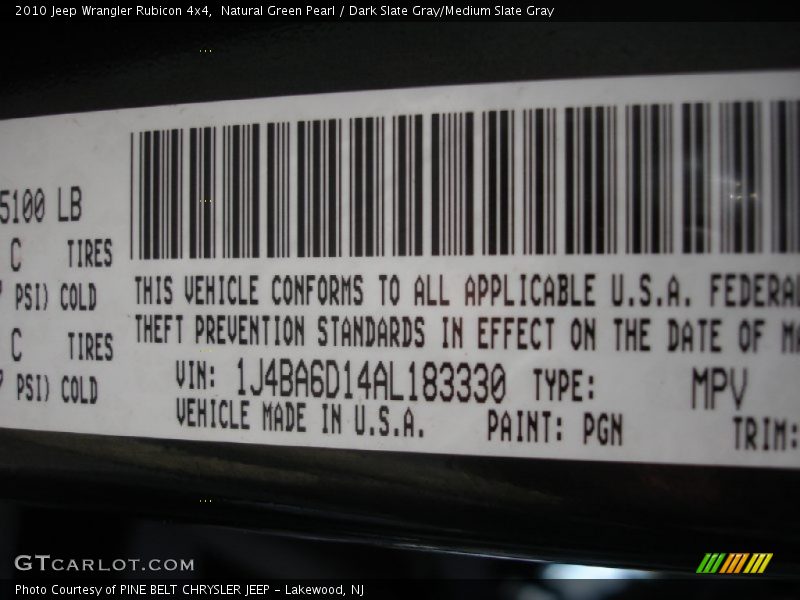 2010 Jeep Wrangler Rubicon 4x4, Natural Green Pearl / Dark Slate Gray/Medium Slate Gray
5100 LB
C TIRES
PSI) COLD
C TIRES
PSI) COLD
THIS VEHICLE CONFORMS TO ALL APPLICABLE U.S.A. FEDERAL
THEFT PREVENTION STANDARDS IN EFFECT ON THE DATE OF
VIN: 1J4BA6D14AL183330 TYPE: MPV
VEHICLE MADE IN U.S.A. PAINT: PGN TRIM:
GTCARLOT.COM
Photo Courtesy of PINE BELT CHRYSLER JEEP - Lakewood, NJ